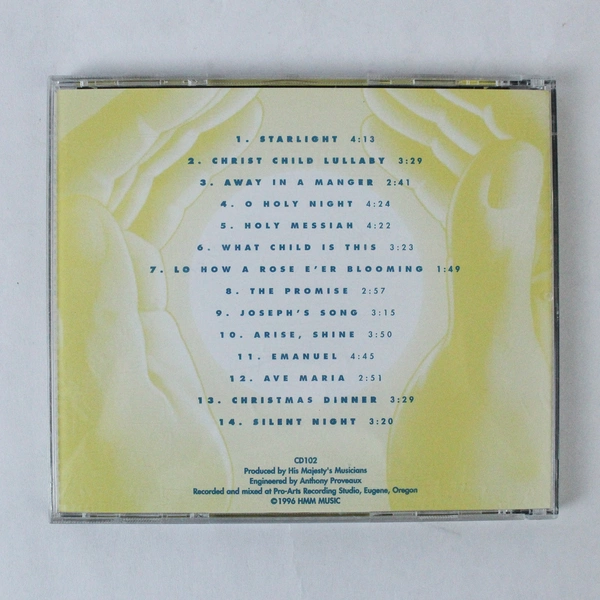 1. STARLIGHT 4:13
2. CHRIST CHILD LULLABY 3:29
3. AWAY IN A MANGER 2:41
4. O HOLY NIGHT 4:24
5. HOLY MESSIAH 4:22
6. WHAT CHILD IS THIS 3:23
7. LO HOW A ROSE E'ER BLOOMING 1:49
8. THE PROMISE 2:57
9. JOSEPH'S SONG 3:15
10. ARISE, SHINE 3:50
11. EMANUEL 4:45
12. AVE MARIA 2:51
13. CHRISTMAS DINNER 3:29
14. SILENT NIGHT 3:20
CD102
Produced by His Majesty's Musicians
Engineered by Anthony Proveaux
Recorded and mixed at Pro-Arts Recording Studio, Eugene, Oregon
©1996 HMM MUSIC